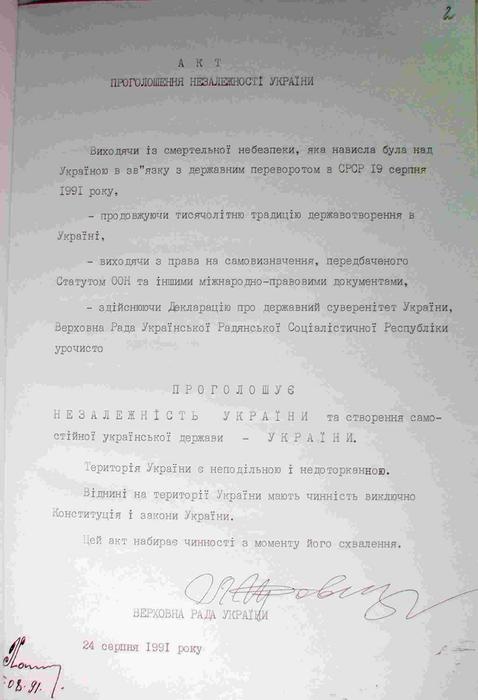 2
А К Т
ПРОГОЛОШЕННЯ НЕЗАЛЕЖНОСТІ УКРАЇНИ
Виходячи із смертельної небезпеки, яка нависла була над
Україною в зв"язку з державним переворотом в СРСР 19 серпня
1991 року,
- продовжуючи тисячолітню традицію державотворення в
Україні,
- виходячи з права на самовизначення, передбаченого
Статутом ООН та іншими міжнародно-правовими документами,
- здійснюючи Декларацію про державний суверенітет України,
Верховна Рада Української Радянської Соціалістичної Республіки
урочисто
П Р О Г О Л О Ш У Є
Н Е З А Л Е Ж Н І С Т Ь У К Р А Ї Н И та створення само-
стійної української держави - У К Р А Ї Н И.
Територія України є неподільною і недоторканною.
Віднині на території України мають чинність виключно
Конституція і закони України.
Цей акт набирає чинності з моменту його схвалення.
ВЕРХОВНА РАДА УКРАЇНИ
24 серпня 1991 року
08.91.